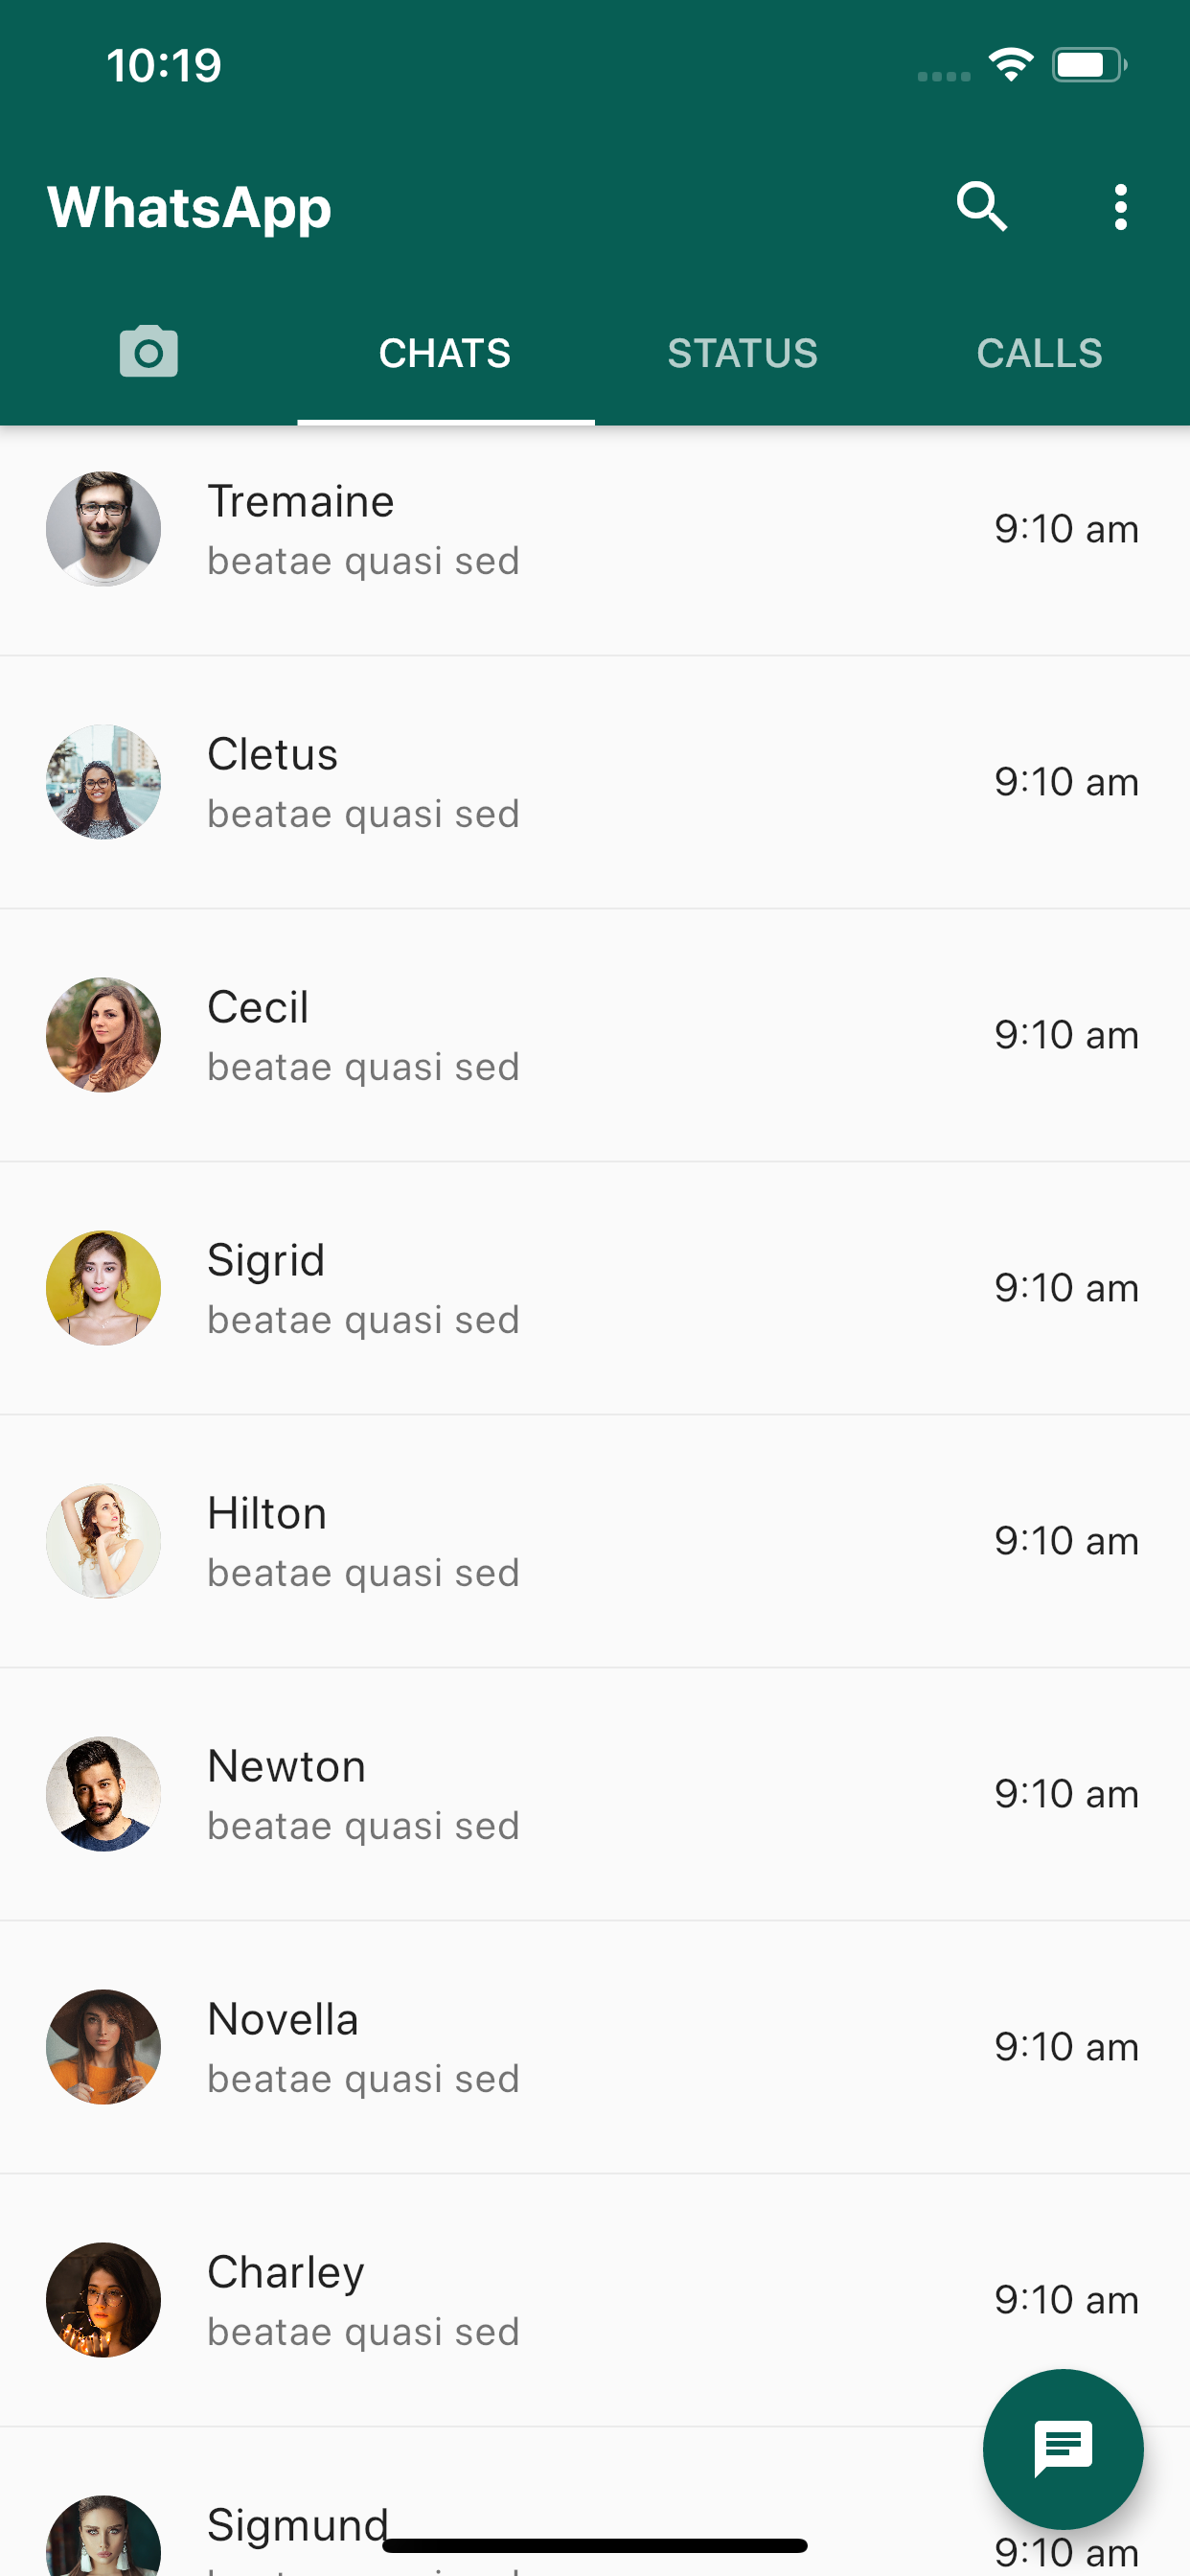 10:19
WhatsApp
CHATS STATUS CALLS
Tremaine
beatae quasi sed
9:10 am
Cletus
beatae quasi sed
9:10 am
Cecil
beatae quasi sed
9:10 am
Sigrid
beatae quasi sed
9:10 am
Hilton
beatae quasi sed
9:10 am
Newton
beatae quasi sed
9:10 am
Novella
beatae quasi sed
9:10 am
Charley
beatae quasi sed
9:10 am
Sigmund
9:10 am